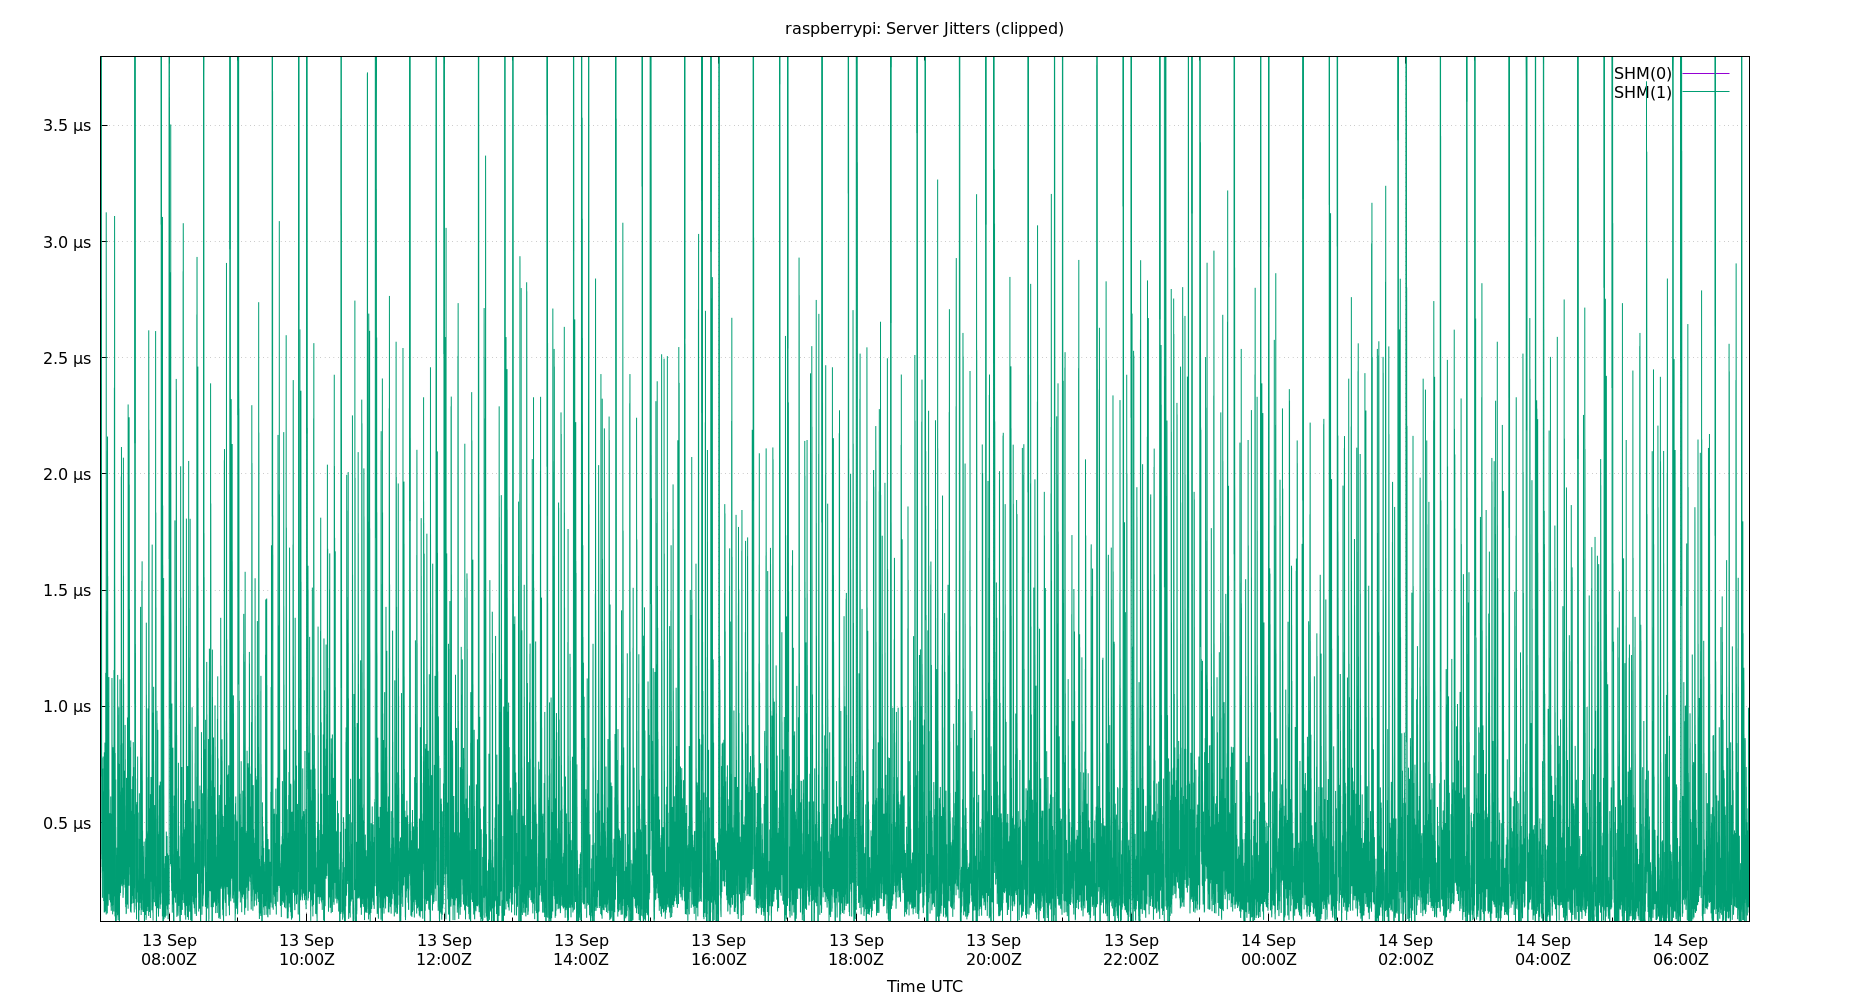 raspberrypi: Server Jitters (clipped)
SHM(0)
SHM(1)
3.5 µs
3.0 µs
2.5 µs
2.0 µs
1.5 µs
1.0 µs
0.5 µs
13 Sep 13 Sep 13 Sep 13 Sep 13 Sep 13 Sep 13 Sep 13 Sep 14 Sep 14 Sep 14 Sep 14 Sep
08:00Z 10:00Z 12:00Z 14:00Z 16:00Z 18:00Z 20:00Z 22:00Z 00:00Z 02:00Z 04:00Z 06:00Z
Time UTC